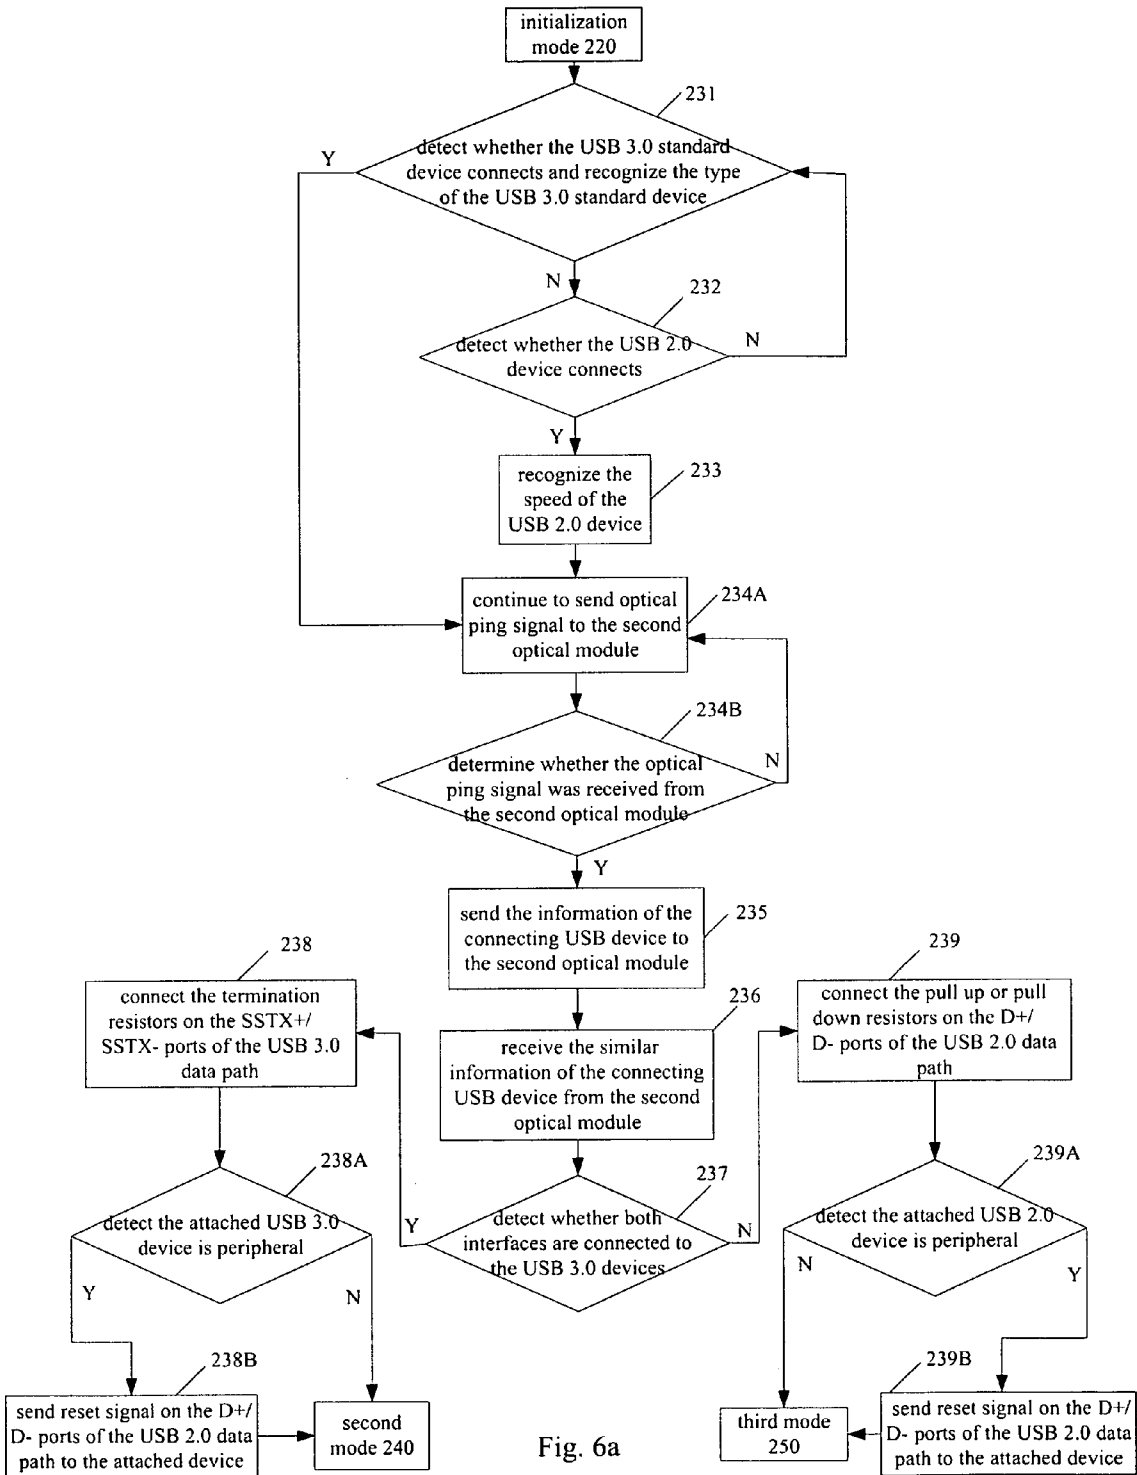 initialization
mode 220
231
detect whether the USB 3.0 standard
device connects and recognize the type
of the USB 3.0 standard device
Y
N
232
detect whether the USB 2.0
device connects
N
Y
recognize the
speed of the
USB 2.0 device
233
continue to send optical
ping signal to the second
optical module
234A
234B
determine whether the optical
ping signal was received from
the second optical module
N
Y
send the information of the
connecting USB device to
the second optical module
235
238
connect the termination
resistors on the SSTX+/
SSTX- ports of the USB 3.0
data path
236
receive the similar
information of the connecting
USB device from the second
optical module
239
connect the pull up or pull
down resistors on the D+/
D- ports of the USB 2.0 data
path
238A
detect the attached USB 3.0
device is peripheral
Y
N
237
detect whether both
interfaces are connected to
the USB 3.0 devices
Y
N
239A
detect the attached USB 2.0
device is peripheral
N
Y
238B
send reset signal on the D+/
D- ports of the USB 2.0 data
path to the attached device
second
mode 240
third mode
250
239B
send reset signal on the D+/
D- ports of the USB 2.0 data
path to the attached device
Fig. 6a